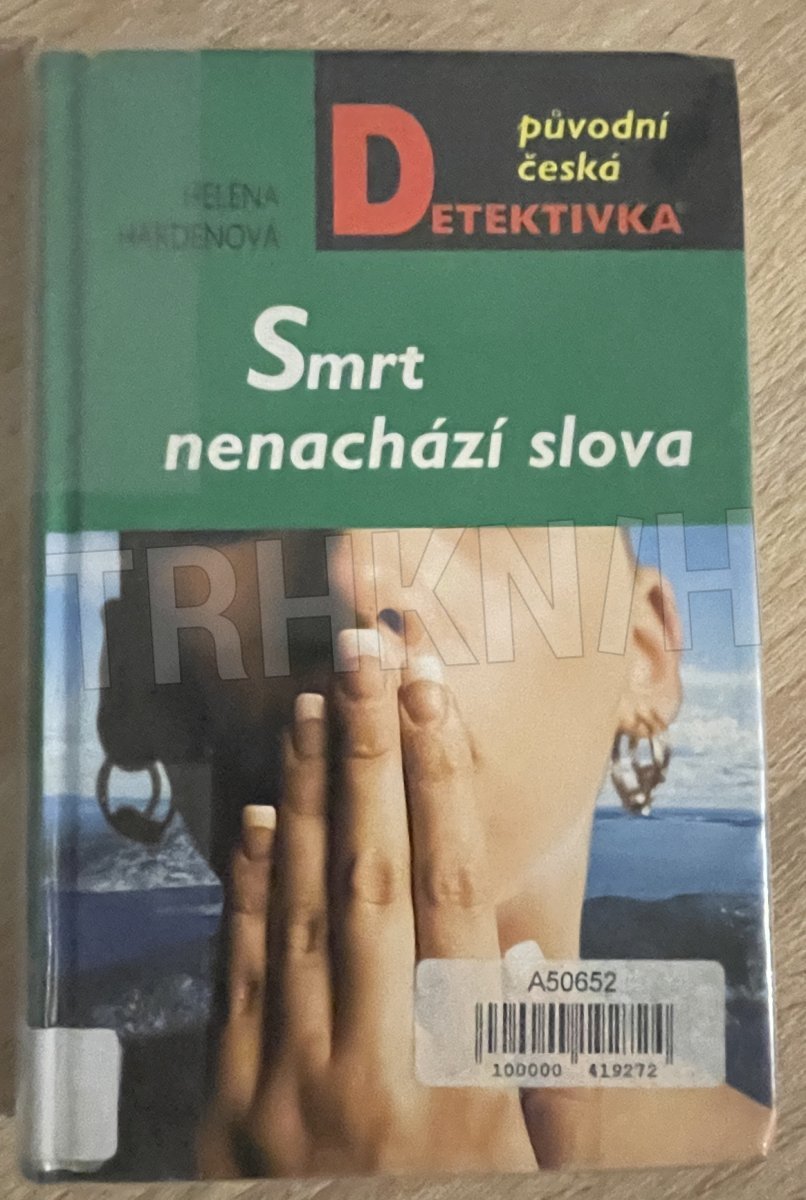 HELENA
HARDENOVÁ
původní
česká
DETEKTIVKA
Smrt
nenachází slova
TRHKNIH
A50652
100000 419272